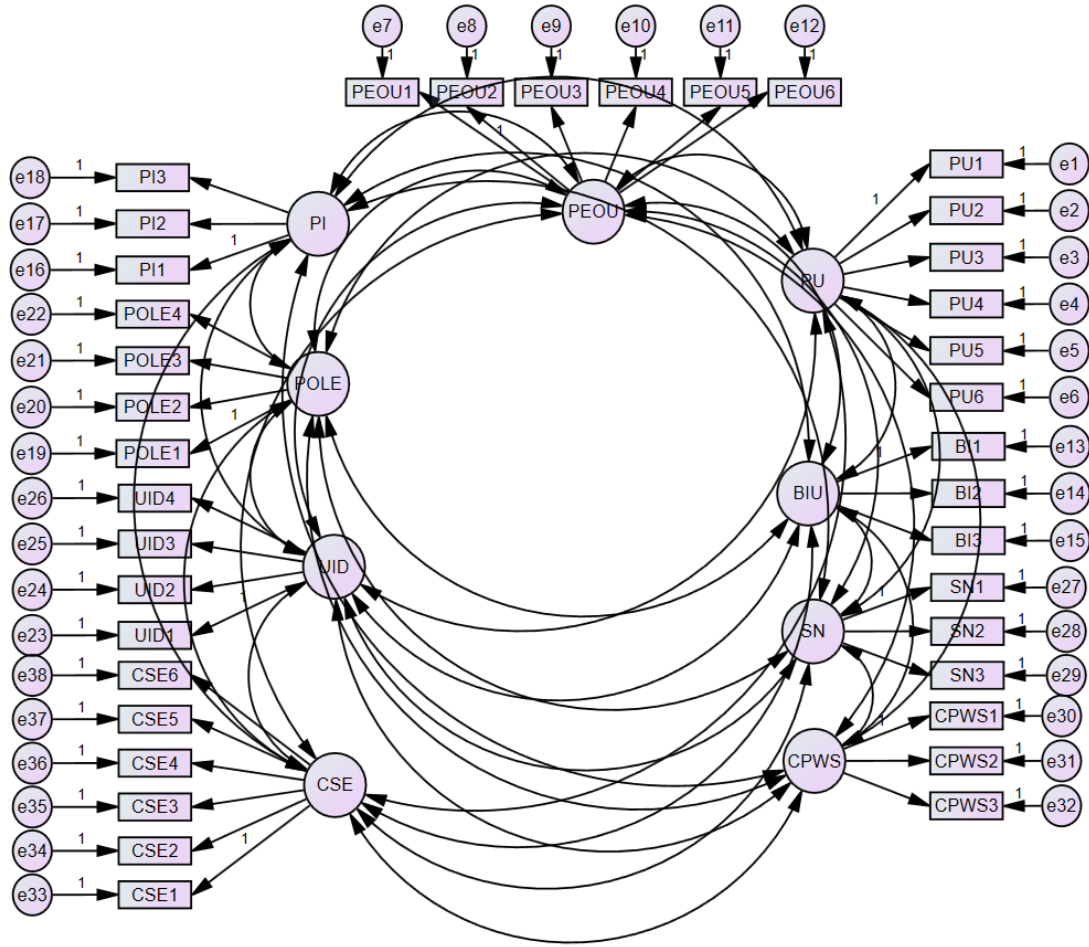 e7 e8 e9 e10 e11 e12
1 1 1 1 1 1
PEOU1 PEOU2 PEOU3 PEOU4 PEOU5 PEOU6
1
e18 1 PI3
e17 1 PI2
e16 1 PI1
1
e22 1 POLE4
e21 1 POLE3
e20 1 POLE2
e19 1 POLE1
1
e26 1 UID4
e25 1 UID3
e24 1 UID2
e23 1 UID1
1
e38 1 CSE6
e37 1 CSE5
e36 1 CSE4
e35 1 CSE3
e34 1 CSE2
e33 1 CSE1
1
PI
POLE
UID
CSE
PEOU
PU
BIU
SN
CPWS
1
PU1 1 e1
PU2 1 e2
PU3 1 e3
PU4 1 e4
PU5 1 e5
PU6 1 e6
1
BI1 1 e13
BI2 1 e14
BI3 1 e15
1
SN1 1 e27
SN2 1 e28
SN3 1 e29
1
CPWS1 1 e30
CPWS2 1 e31
CPWS3 1 e32